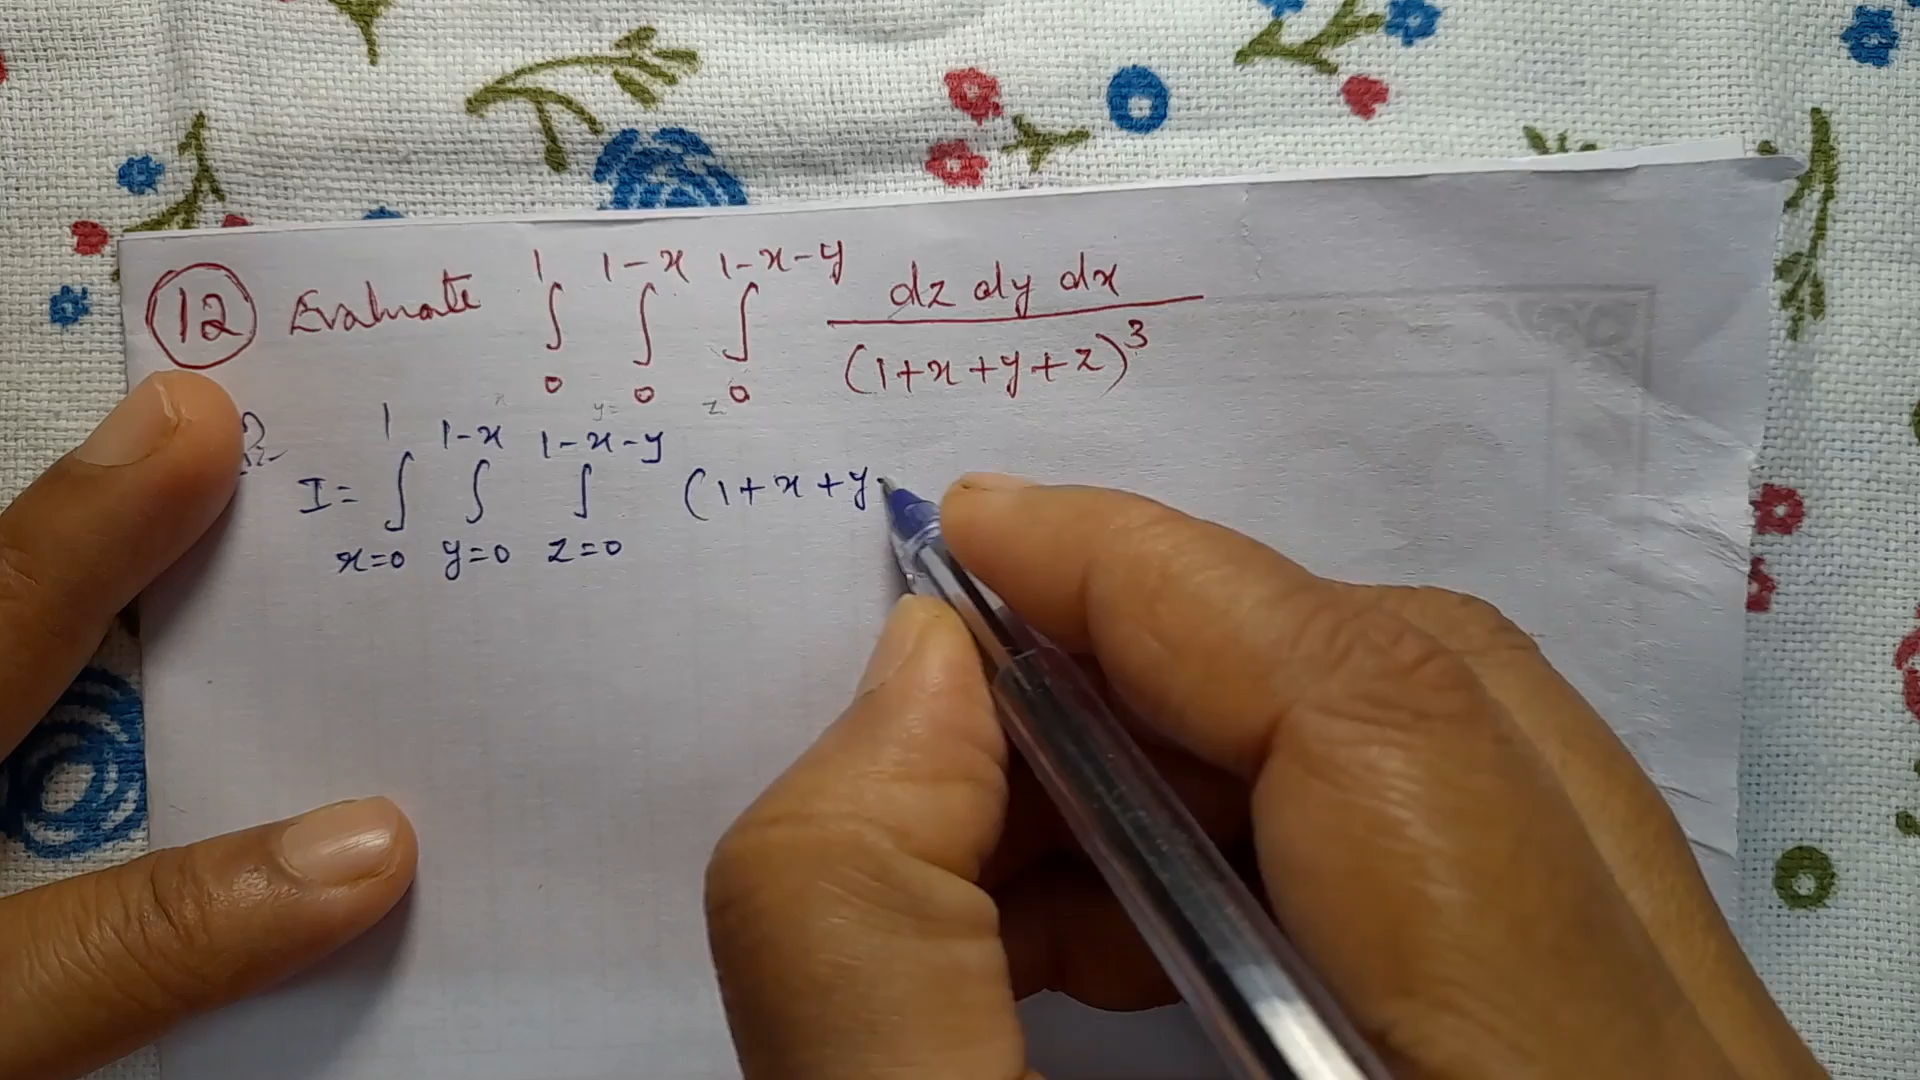 12 Evaluate ∫₀¹ ∫₀^{1-x} ∫₀^{1-x-y} dz dy dx / (1+x+y+z)³
I = ∫_{x=0}^{1} ∫_{y=0}^{1-x} ∫_{z=0}^{1-x-y} (1+x+y